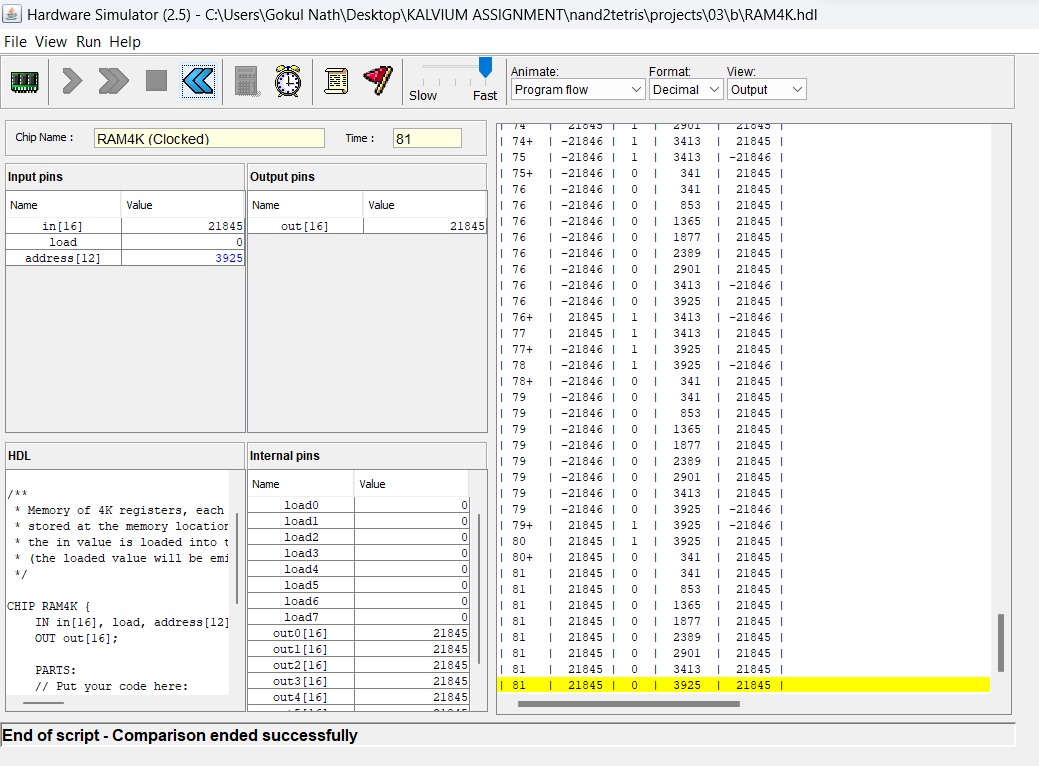 Hardware Simulator (2.5) - C:\Users\Gokul Nath\Desktop\KALVIUM ASSIGNMENT\nand2tetris\projects\03\b\RAM4K.hdl
File View Run Help
Slow Fast
Animate: Format: View:
Program flow Decimal Output
Chip Name : RAM4K (Clocked) Time : 81
Input pins
Name Value
in[16] 21845
load 0
address[12] 3925
Output pins
Name Value
out[16] 21845
HDL
/**
* Memory of 4K registers, each
* stored at the memory location
* the in value is loaded into t
* (the loaded value will be emi
*/
CHIP RAM4K {
IN in[16], load, address[12]
OUT out[16];
PARTS:
// Put your code here:
Internal pins
Name Value
load0 0
load1 0
load2 0
load3 0
load4 0
load5 0
load6 0
load7 0
out0[16] 21845
out1[16] 21845
out2[16] 21845
out3[16] 21845
out4[16] 21845
| 74 | 21845 | 1 | 2901 | 21845 |
| 74+ | -21846 | 1 | 3413 | 21845 |
| 75 | -21846 | 1 | 3413 | -21846 |
| 75+ | -21846 | 0 | 341 | 21845 |
| 76 | -21846 | 0 | 341 | 21845 |
| 76 | -21846 | 0 | 853 | 21845 |
| 76 | -21846 | 0 | 1365 | 21845 |
| 76 | -21846 | 0 | 1877 | 21845 |
| 76 | -21846 | 0 | 2389 | 21845 |
| 76 | -21846 | 0 | 2901 | 21845 |
| 76 | -21846 | 0 | 3413 | -21846 |
| 76 | -21846 | 0 | 3925 | 21845 |
| 76+ | 21845 | 1 | 3413 | -21846 |
| 77 | 21845 | 1 | 3413 | 21845 |
| 77+ | -21846 | 1 | 3925 | 21845 |
| 78 | -21846 | 1 | 3925 | -21846 |
| 78+ | -21846 | 0 | 341 | 21845 |
| 79 | -21846 | 0 | 341 | 21845 |
| 79 | -21846 | 0 | 853 | 21845 |
| 79 | -21846 | 0 | 1365 | 21845 |
| 79 | -21846 | 0 | 1877 | 21845 |
| 79 | -21846 | 0 | 2389 | 21845 |
| 79 | -21846 | 0 | 2901 | 21845 |
| 79 | -21846 | 0 | 3413 | 21845 |
| 79 | -21846 | 0 | 3925 | -21846 |
| 79+ | 21845 | 1 | 3925 | -21846 |
| 80 | 21845 | 1 | 3925 | 21845 |
| 80+ | 21845 | 0 | 341 | 21845 |
| 81 | 21845 | 0 | 341 | 21845 |
| 81 | 21845 | 0 | 853 | 21845 |
| 81 | 21845 | 0 | 1365 | 21845 |
| 81 | 21845 | 0 | 1877 | 21845 |
| 81 | 21845 | 0 | 2389 | 21845 |
| 81 | 21845 | 0 | 2901 | 21845 |
| 81 | 21845 | 0 | 3413 | 21845 |
| 81 | 21845 | 0 | 3925 | 21845 |
End of script - Comparison ended successfully